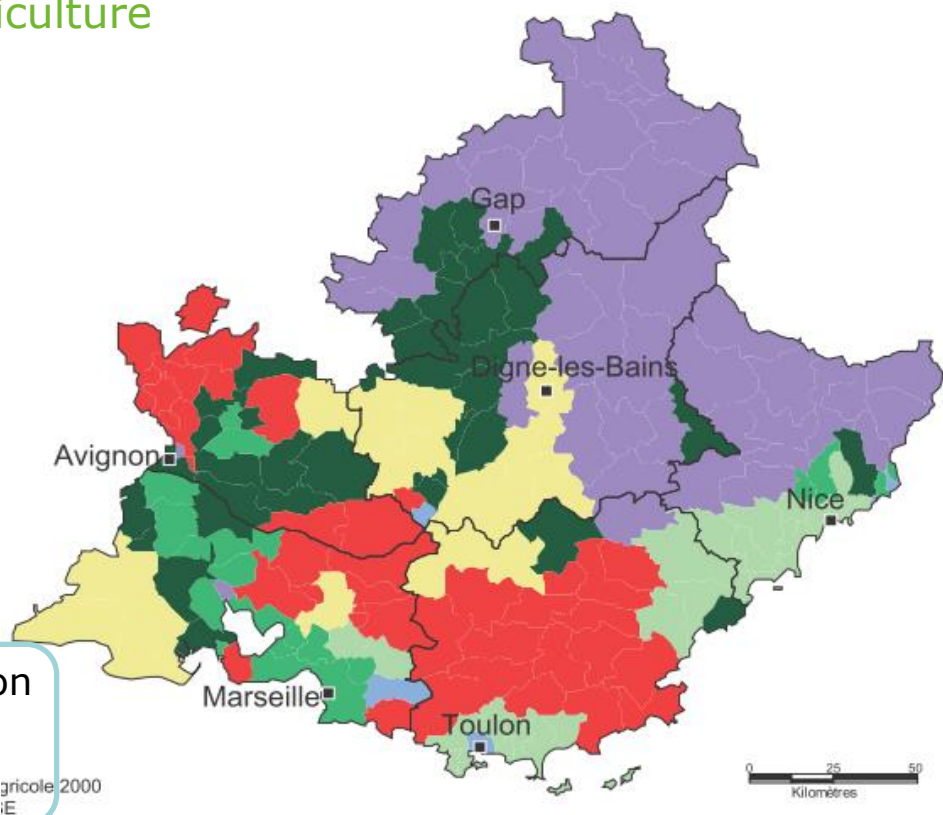 iculture
Gap
Digne-les-Bains
Avignon
Nice
Marseille
Toulon
on
gricole 2000
0 25 50
Kilomètres